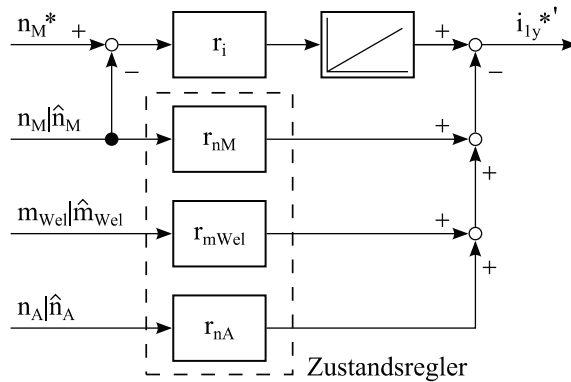 n_M* + r_i + i_1y*'
− −
n_M|n̂_M r_nM +
+
m_Wel|m̂_Wel r_mWel +
+
n_A|n̂_A r_nA
Zustandsregler